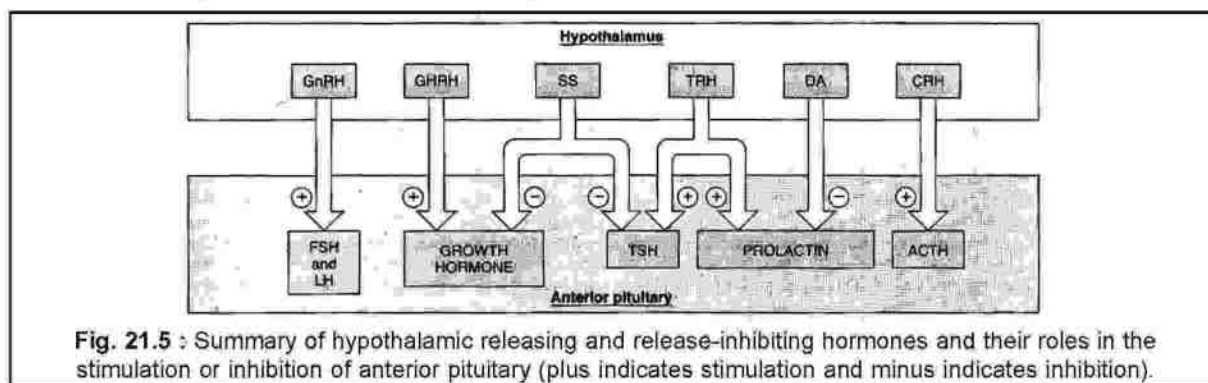 Hypothalamus
GnRH GHRH SS TRH DA CRH
+ + − − + + − +
FSH
and
LH
GROWTH
HORMONE
TSH PROLACTIN ACTH
Anterior pituitary
Fig. 21.5 : Summary of hypothalamic releasing and release-inhibiting hormones and their roles in the
stimulation or inhibition of anterior pituitary (plus indicates stimulation and minus indicates inhibition).